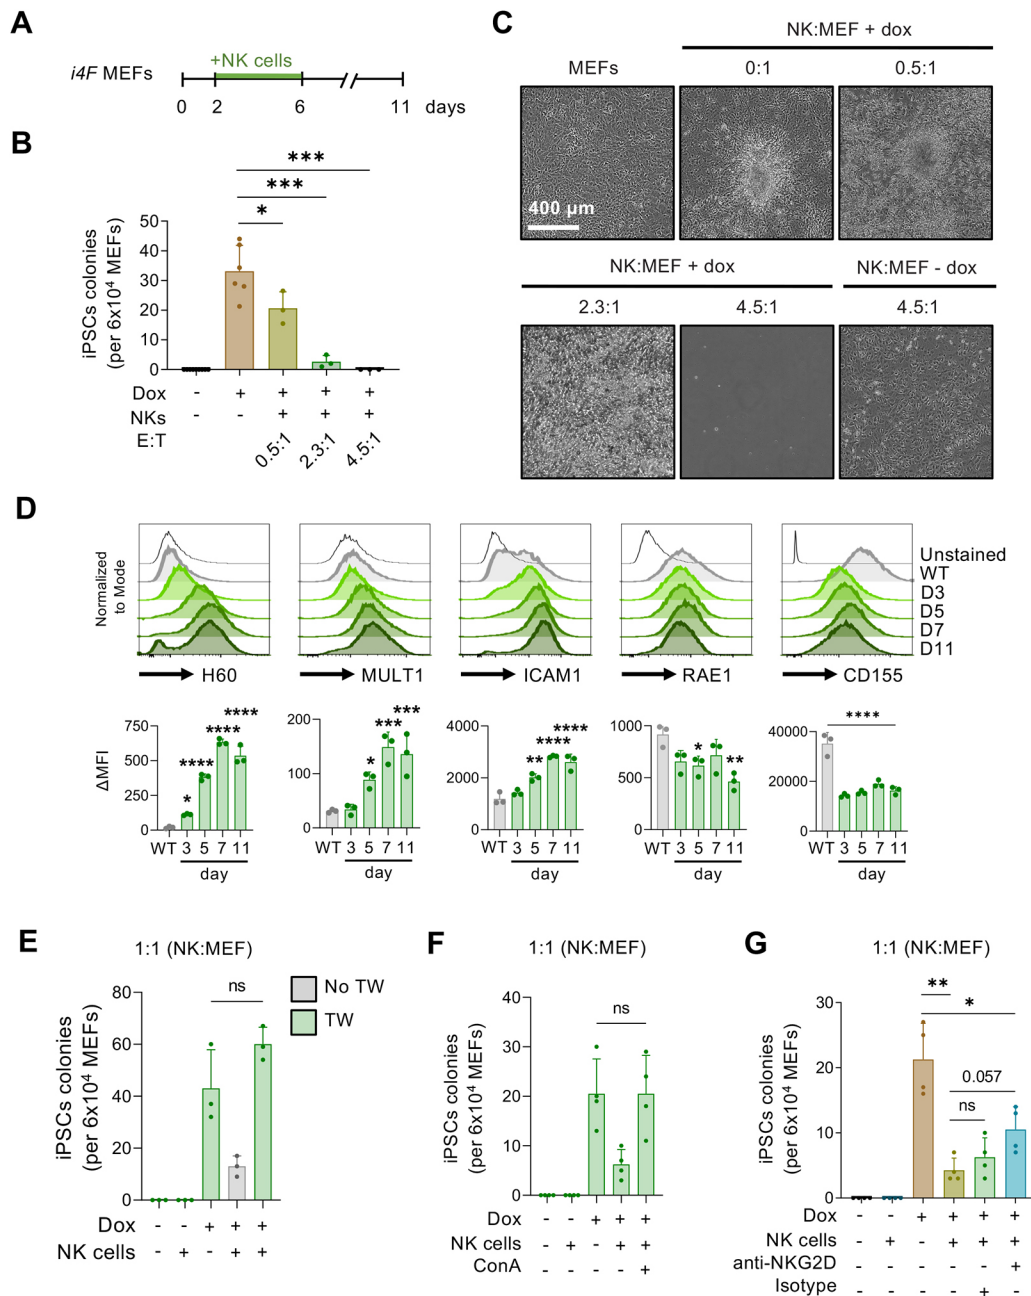 A
i4F MEFs
+NK cells
0 2 6 11 days
B
***
***
*
iPSCs colonies
(per 6x10⁴ MEFs)
50
40
30
20
10
0
Dox - + + + +
NKs - - + + +
E:T 0.5:1 2.3:1 4.5:1
C
NK:MEF + dox
MEFs 0:1 0.5:1
400 µm
NK:MEF + dox NK:MEF - dox
2.3:1 4.5:1 4.5:1
D
Normalized
to Mode
Unstained
WT
D3
D5
D7
D11
H60 MULT1 ICAM1 RAE1 CD155
ΔMFI
750
500
250
0
* **** **** ****
WT 3 5 7 11
day
200
100
0
* *** ***
WT 3 5 7 11
day
4000
2000
0
** **** ****
WT 3 5 7 11
day
1000
500
0
* **
WT 3 5 7 11
day
40000
20000
0
****
WT 3 5 7 11
day
E
1:1 (NK:MEF)
No TW
TW
ns
iPSCs colonies
(per 6x10⁴ MEFs)
80
60
40
20
0
Dox - - + + +
NK cells - + - + +
F
1:1 (NK:MEF)
ns
iPSCs colonies
(per 6x10⁴ MEFs)
40
30
20
10
0
Dox - - + + +
NK cells - + - + +
ConA - - - - +
G
1:1 (NK:MEF)
**
*
0.057
ns
iPSCs colonies
(per 6x10⁴ MEFs)
30
20
10
0
Dox - - + + + +
NK cells - + - + + +
anti-NKG2D - - - - - +
Isotype - - - - + -